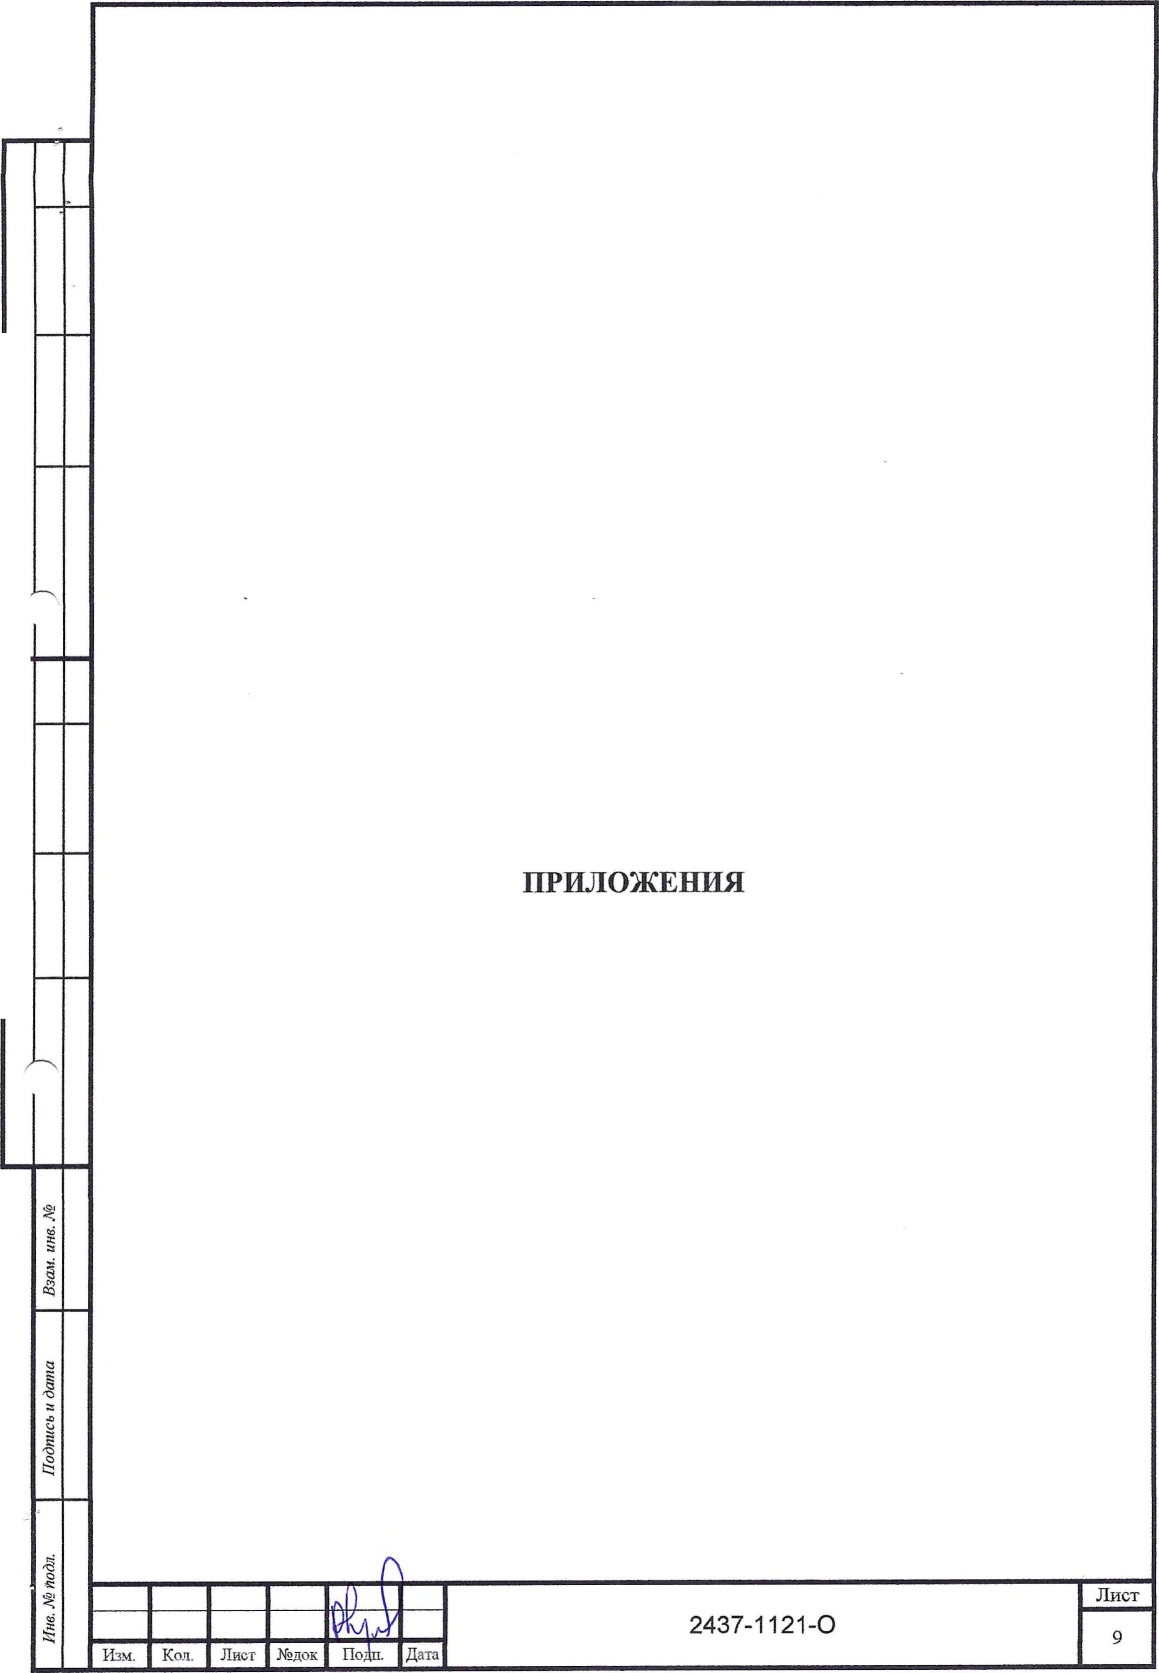 ПРИЛОЖЕНИЯ
Взам. инв. №
Подпись и дата
Инв. № подл.
Изм. Кол. Лист №док Подп. Дата
2437-1121-О
Лист
9